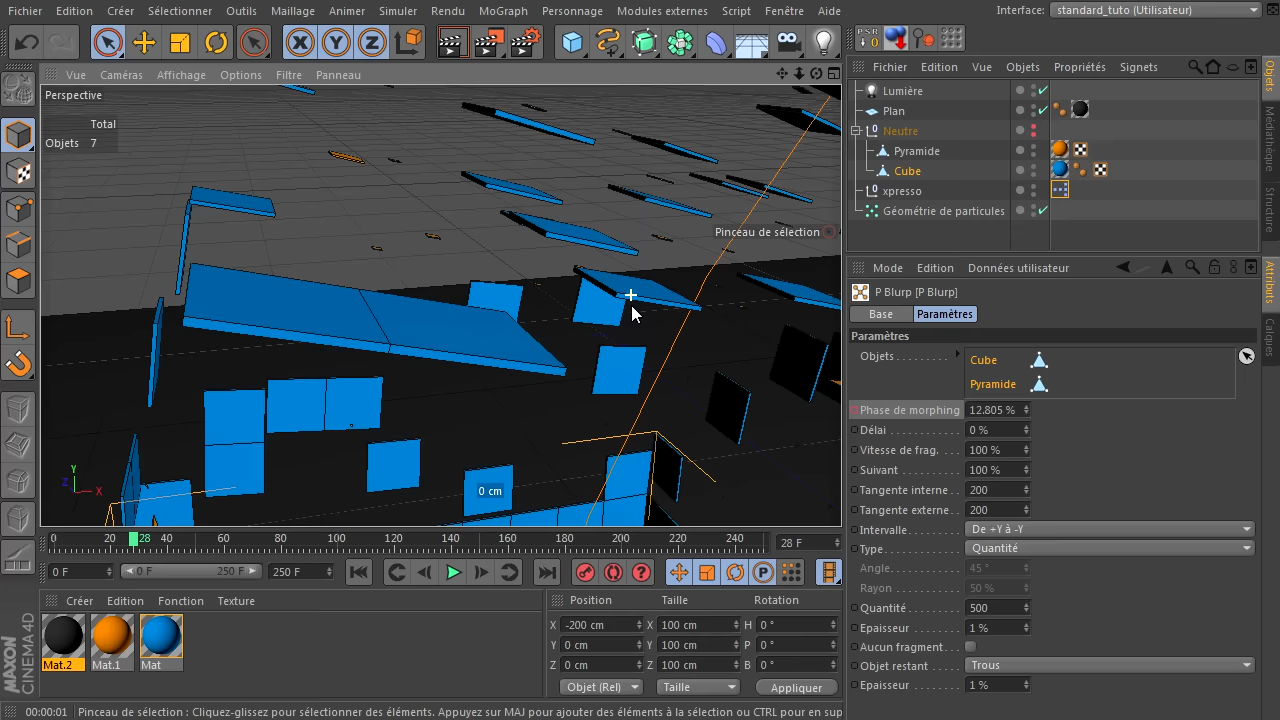 Fichier Edition Créer Sélectionner Outils Maillage Animer Simuler Rendu MoGraph Personnage Modules externes Script Fenêtre Aide Interface: standard_tuto (Utilisateur)
X Y Z PSR 0
Vue Caméras Affichage Options Filtre Panneau
Perspective
Total
Objets 7
Pinceau de sélection
0 cm
Y
Z X
Fichier Edition Vue Objets Propriétés Signets
Lumière
Plan
Neutre
Pyramide
Cube
xpresso
Géométrie de particules
Objets
Médiathèque
Structure
Attributs
Calques
Mode Edition Données utilisateur
P Blurp [P Blurp]
Base Paramètres
Paramètres
Objets Cube
Pyramide
Phase de morphing 12.805 %
Délai 0 %
Vitesse de frag. 100 %
Suivant 100 %
Tangente interne 200
Tangente externe 200
Intervalle De +Y à -Y
Type Quantité
Angle 45 °
Rayon 50 %
Quantité 500
Epaisseur 1 %
Aucun fragment
Objet restant Trous
Epaisseur 1 %
0 20 28 40 60 80 100 120 140 160 180 200 220 240 28 F
0 F 0 F 250 F 250 F
Créer Edition Fonction Texture
Mat.2 Mat.1 Mat
Position Taille Rotation
X -200 cm X 100 cm H 0 °
Y 0 cm Y 100 cm P 0 °
Z 0 cm Z 100 cm B 0 °
Objet (Rel) Taille Appliquer
MAXON
CINEMA 4D
00:00:01 Pinceau de sélection : Cliquez-glissez pour sélectionner des éléments. Appuyez sur MAJ pour ajouter des éléments à la sélection ou CTRL pour en sup